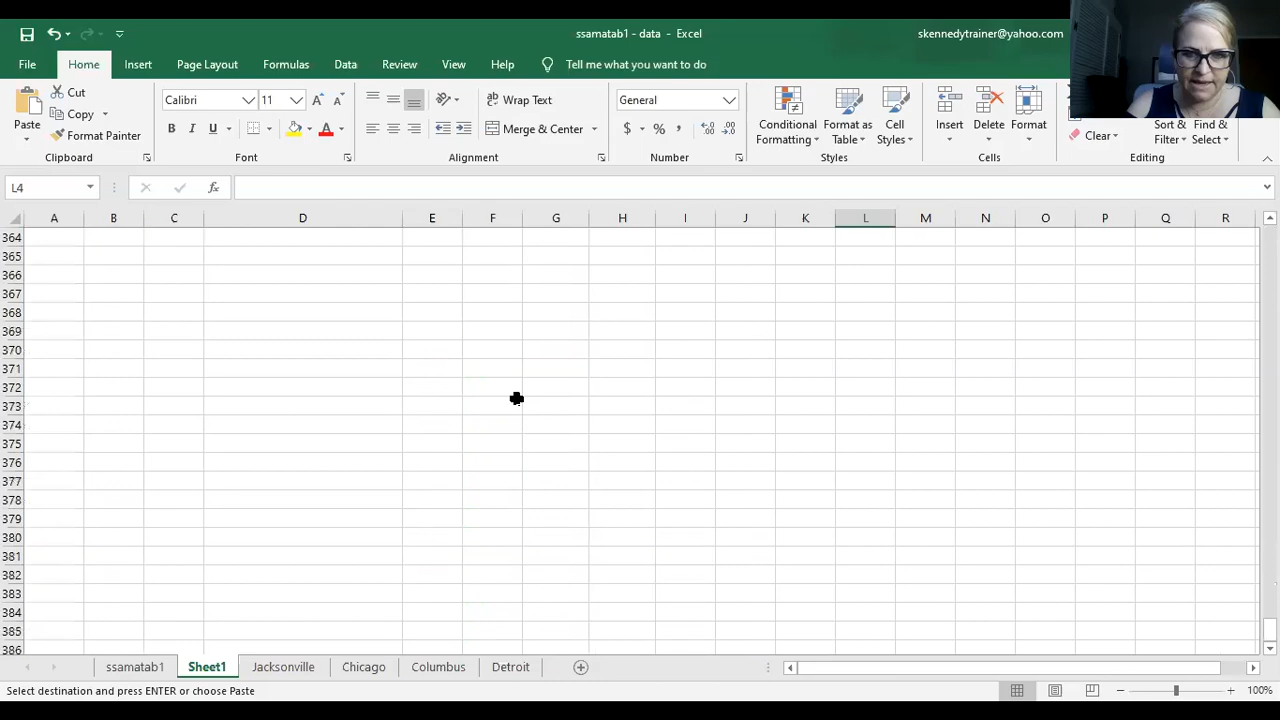 ssamatab1 - data - Excel
skennedytrainer@yahoo.com
File Home Insert Page Layout Formulas Data Review View Help Tell me what you want to do
Cut
Copy
Format Painter
Paste
Clipboard
Calibri 11
B I U A
Font
Wrap Text
Merge & Center
Alignment
General
$ % ,
Number
Conditional Formatting
Format as Table
Cell Styles
Styles
Insert Delete Format
Cells
Clear
Sort & Filter
Find & Select
Editing
L4 fx
A B C D E F G H I J K L M N O P Q R
364
365
366
367
368
369
370
371
372
373
374
375
376
377
378
379
380
381
382
383
384
385
386
ssamatab1 Sheet1 Jacksonville Chicago Columbus Detroit
Select destination and press ENTER or choose Paste
100%